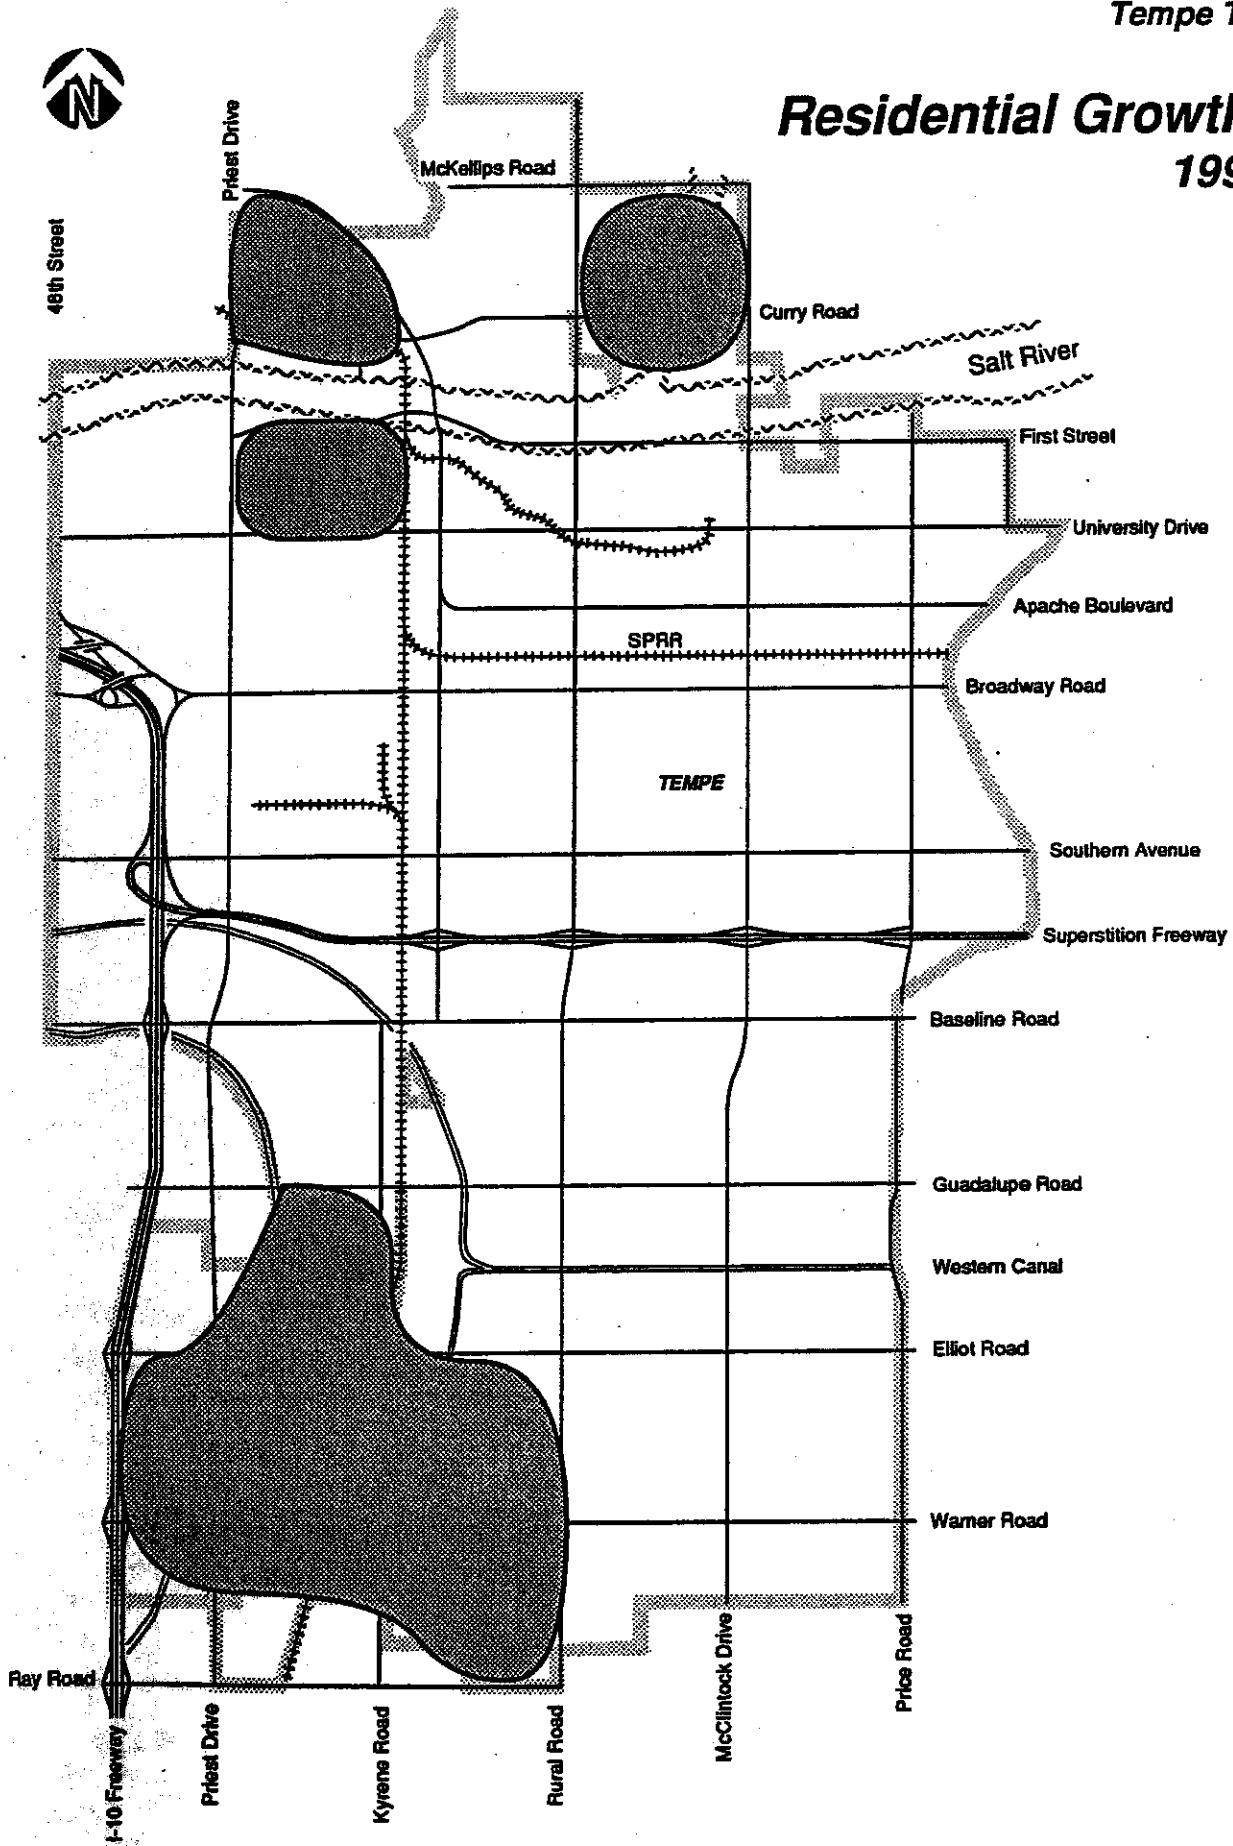 Tempe T
Residential Growth
199
N
Priest Drive
McKellips Road
48th Street
Curry Road
Salt River
First Street
University Drive
Apache Boulevard
SPRR
Broadway Road
TEMPE
Southern Avenue
Superstition Freeway
Baseline Road
Guadalupe Road
Western Canal
Elliot Road
Warner Road
Ray Road
I-10 Freeway
Priest Drive
Kyrene Road
Rural Road
McClintock Drive
Price Road